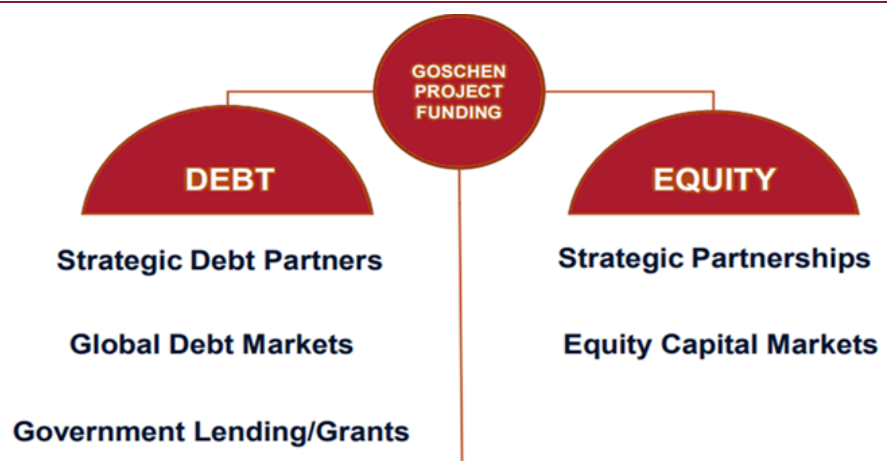 GOSCHEN
PROJECT
FUNDING
DEBT
Strategic Debt Partners
Global Debt Markets
Government Lending/Grants
EQUITY
Strategic Partnerships
Equity Capital Markets